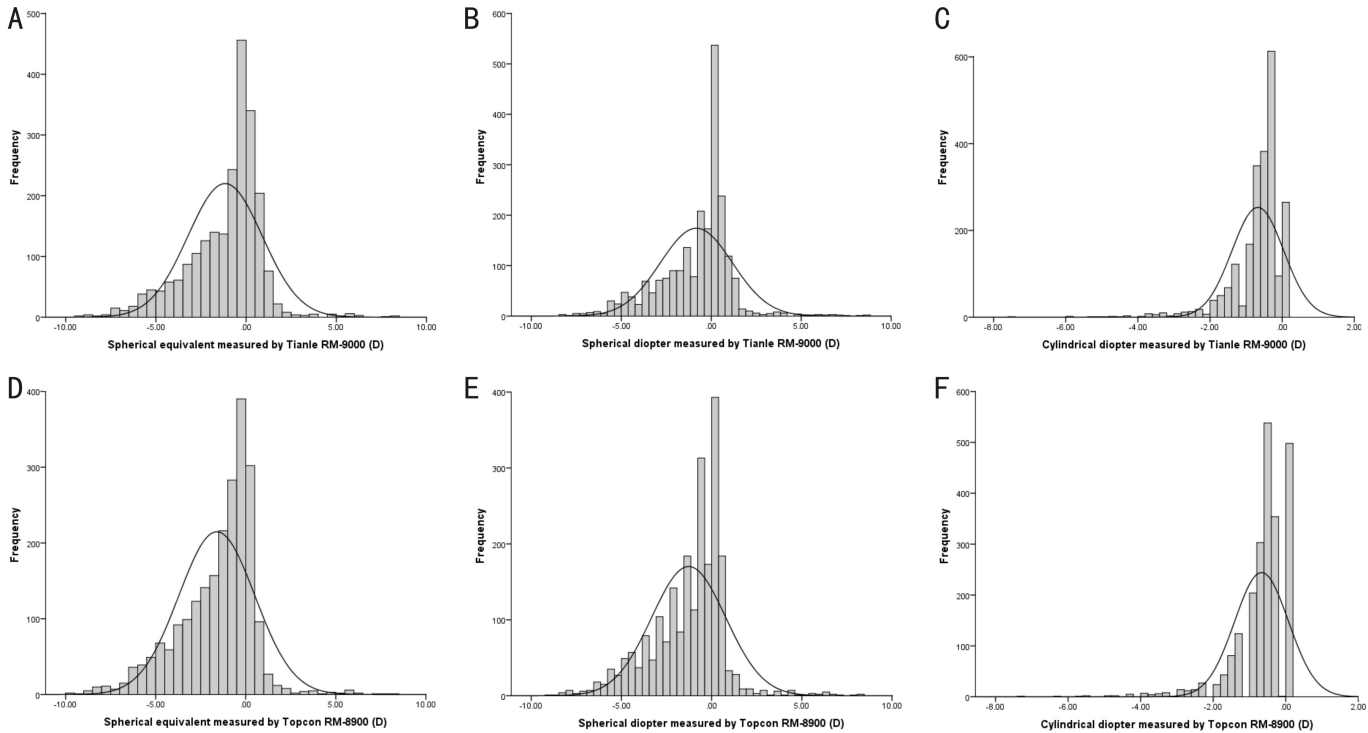 A
500
400
300
200
100
0
Frequency
-10.00 -5.00 .00 5.00 10.00
Spherical equivalent measured by Tianle RM-9000 (D)
B
600
500
400
300
200
100
0
Frequency
-10.00 -5.00 .00 5.00 10.00
Spherical diopter measured by Tianle RM-9000 (D)
C
600
400
200
0
Frequency
-8.00 -6.00 -4.00 -2.00 .00 2.00
Cylindrical diopter measured by Tianle RM-9000 (D)
D
400
300
200
100
0
Frequency
-10.00 -5.00 .00 5.00 10.00
Spherical equivalent measured by Topcon RM-8900 (D)
E
400
300
200
100
0
Frequency
-10.00 -5.00 .00 5.00 10.00
Spherical diopter measured by Topcon RM-8900 (D)
F
600
500
400
300
200
100
0
Frequency
-8.00 -6.00 -4.00 -2.00 .00 2.00
Cylindrical diopter measured by Topcon RM-8900 (D)